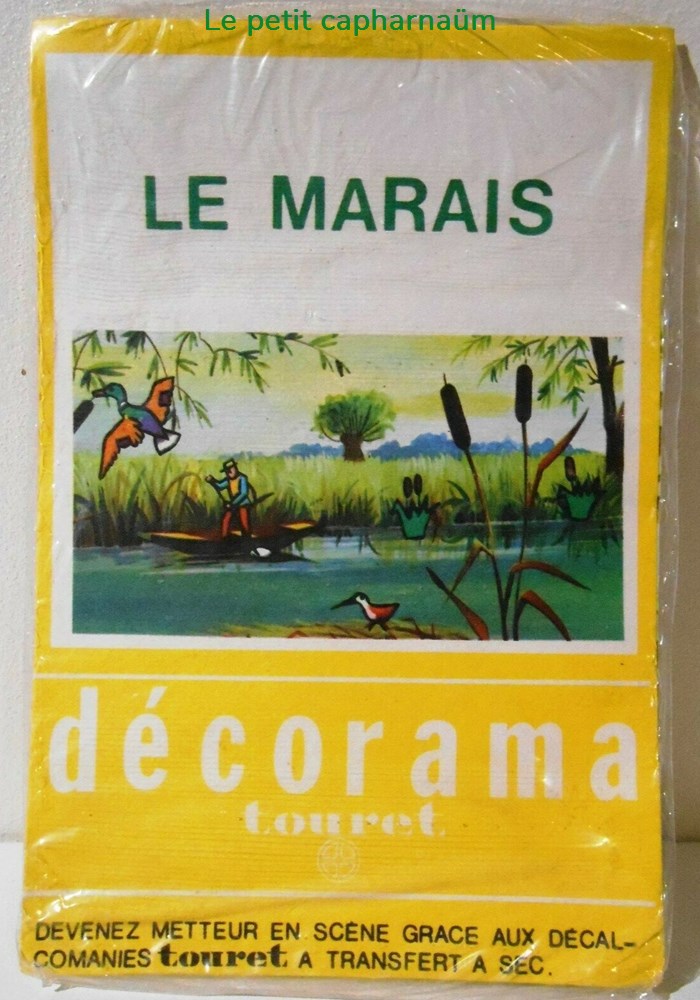 Le petit capharnaüm
LE MARAIS
décorama
touret
DEVENEZ METTEUR EN SCÈNE GRACE AUX DÉCAL-
COMANIES touret A TRANSFERT A SEC.